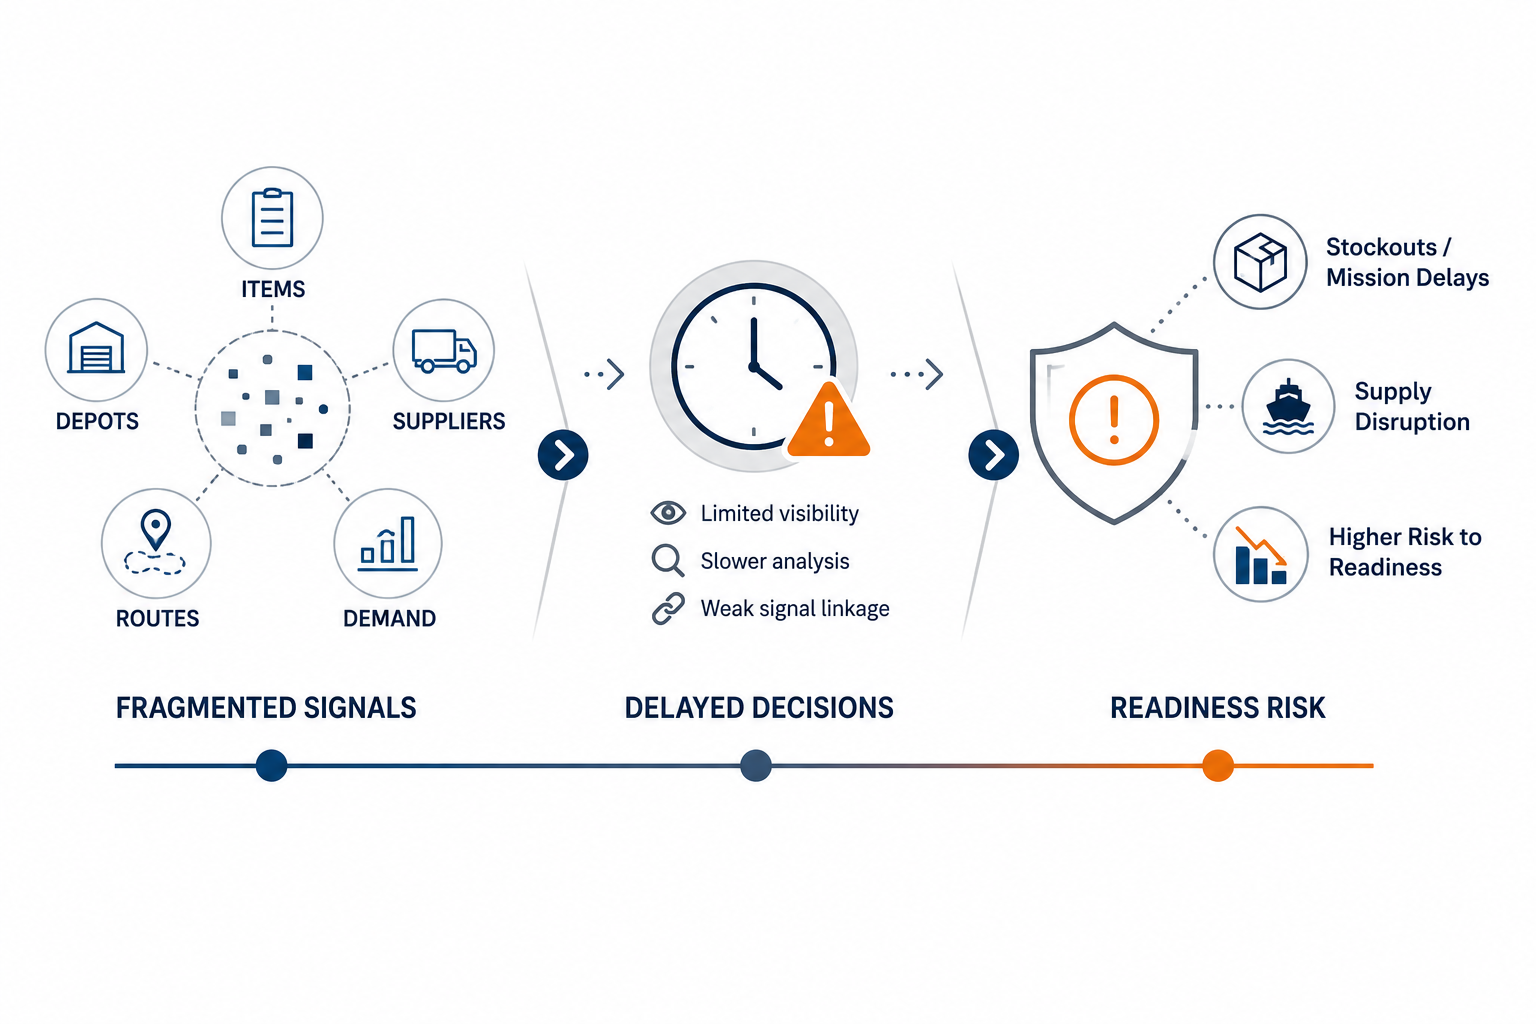 ITEMS
DEPOTS
SUPPLIERS
ROUTES
DEMAND
Limited visibility
Slower analysis
Weak signal linkage
Stockouts /
Mission Delays
Supply
Disruption
Higher Risk to
Readiness
FRAGMENTED SIGNALS
DELAYED DECISIONS
READINESS RISK